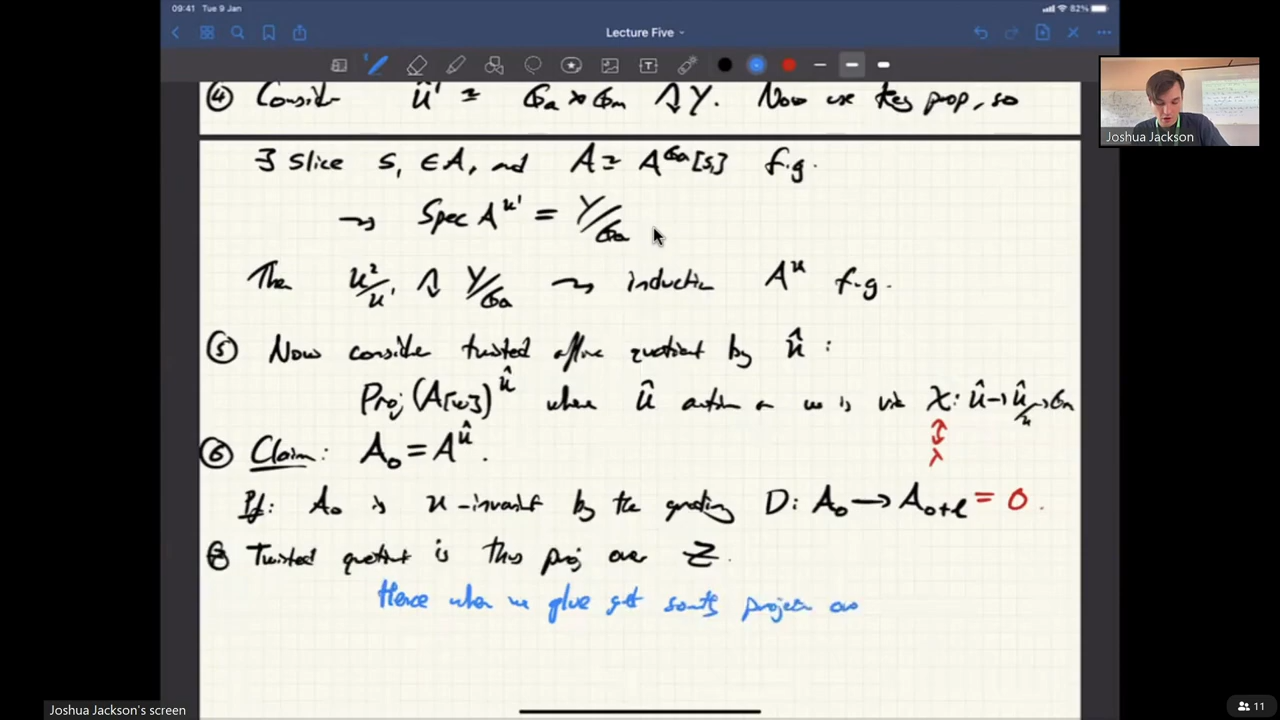 09:41 Tue 9 Jan
82%
Lecture Five
④ Consider Û' = Ga ⋊ Gm ↷ Y. Now use key prop, so
∃ slice s, ∈ A, and A = A^Ga[s,] f.g.
⇝ Spec A^u' = Y/Ga
Then u²/u' ↷ Y/Ga ⇝ induction A^u f.g.
⑤ Now consider twisted affine quotient by û :
Proj (A[w])^û where û action on w is via χ: û → û/u → Gm
λ
⑥ Claim: A₀ = A^û.
Pf: A₀ is u-invariant by the grading D: A₀ → A₀₊ℓ = 0.
Twisted quotient is thus proj over Z.
Hence when we glue get projective over
Joshua Jackson
Joshua Jackson's screen
11